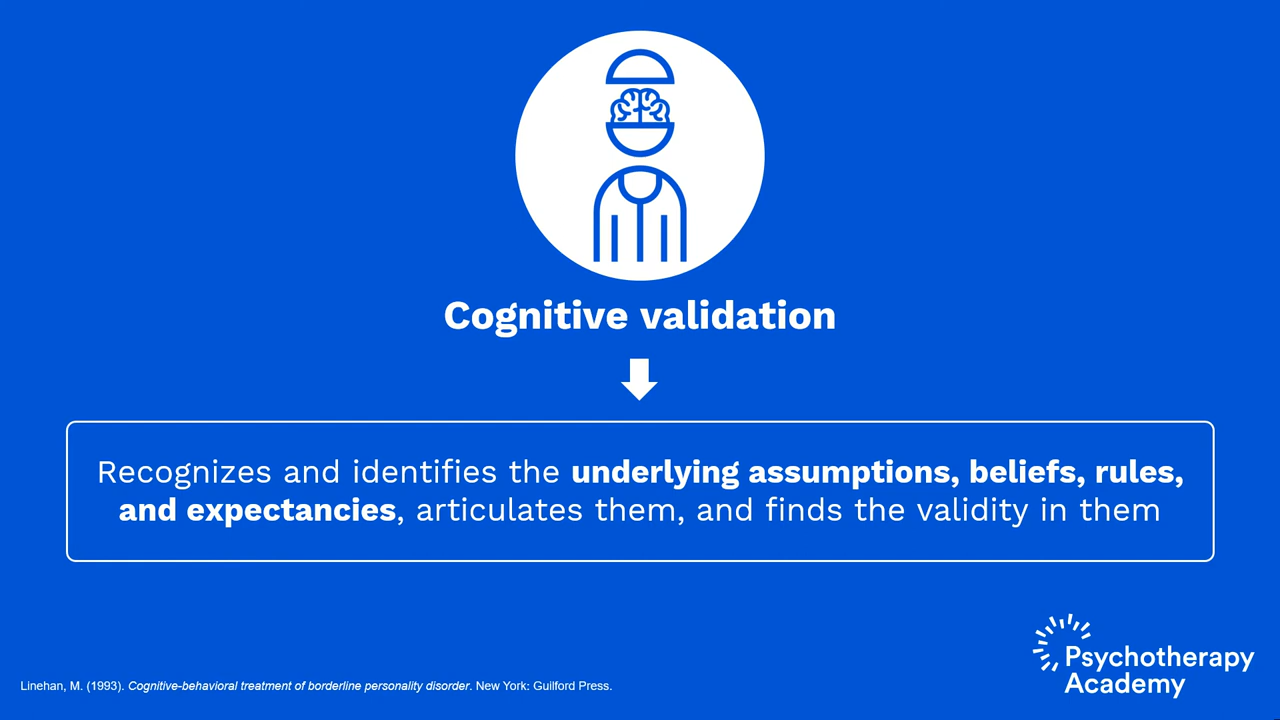 Cognitive validation
Recognizes and identifies the underlying assumptions, beliefs, rules,
and expectancies, articulates them, and finds the validity in them
Psychotherapy
Academy
Linehan, M. (1993). Cognitive-behavioral treatment of borderline personality disorder. New York: Guilford Press.